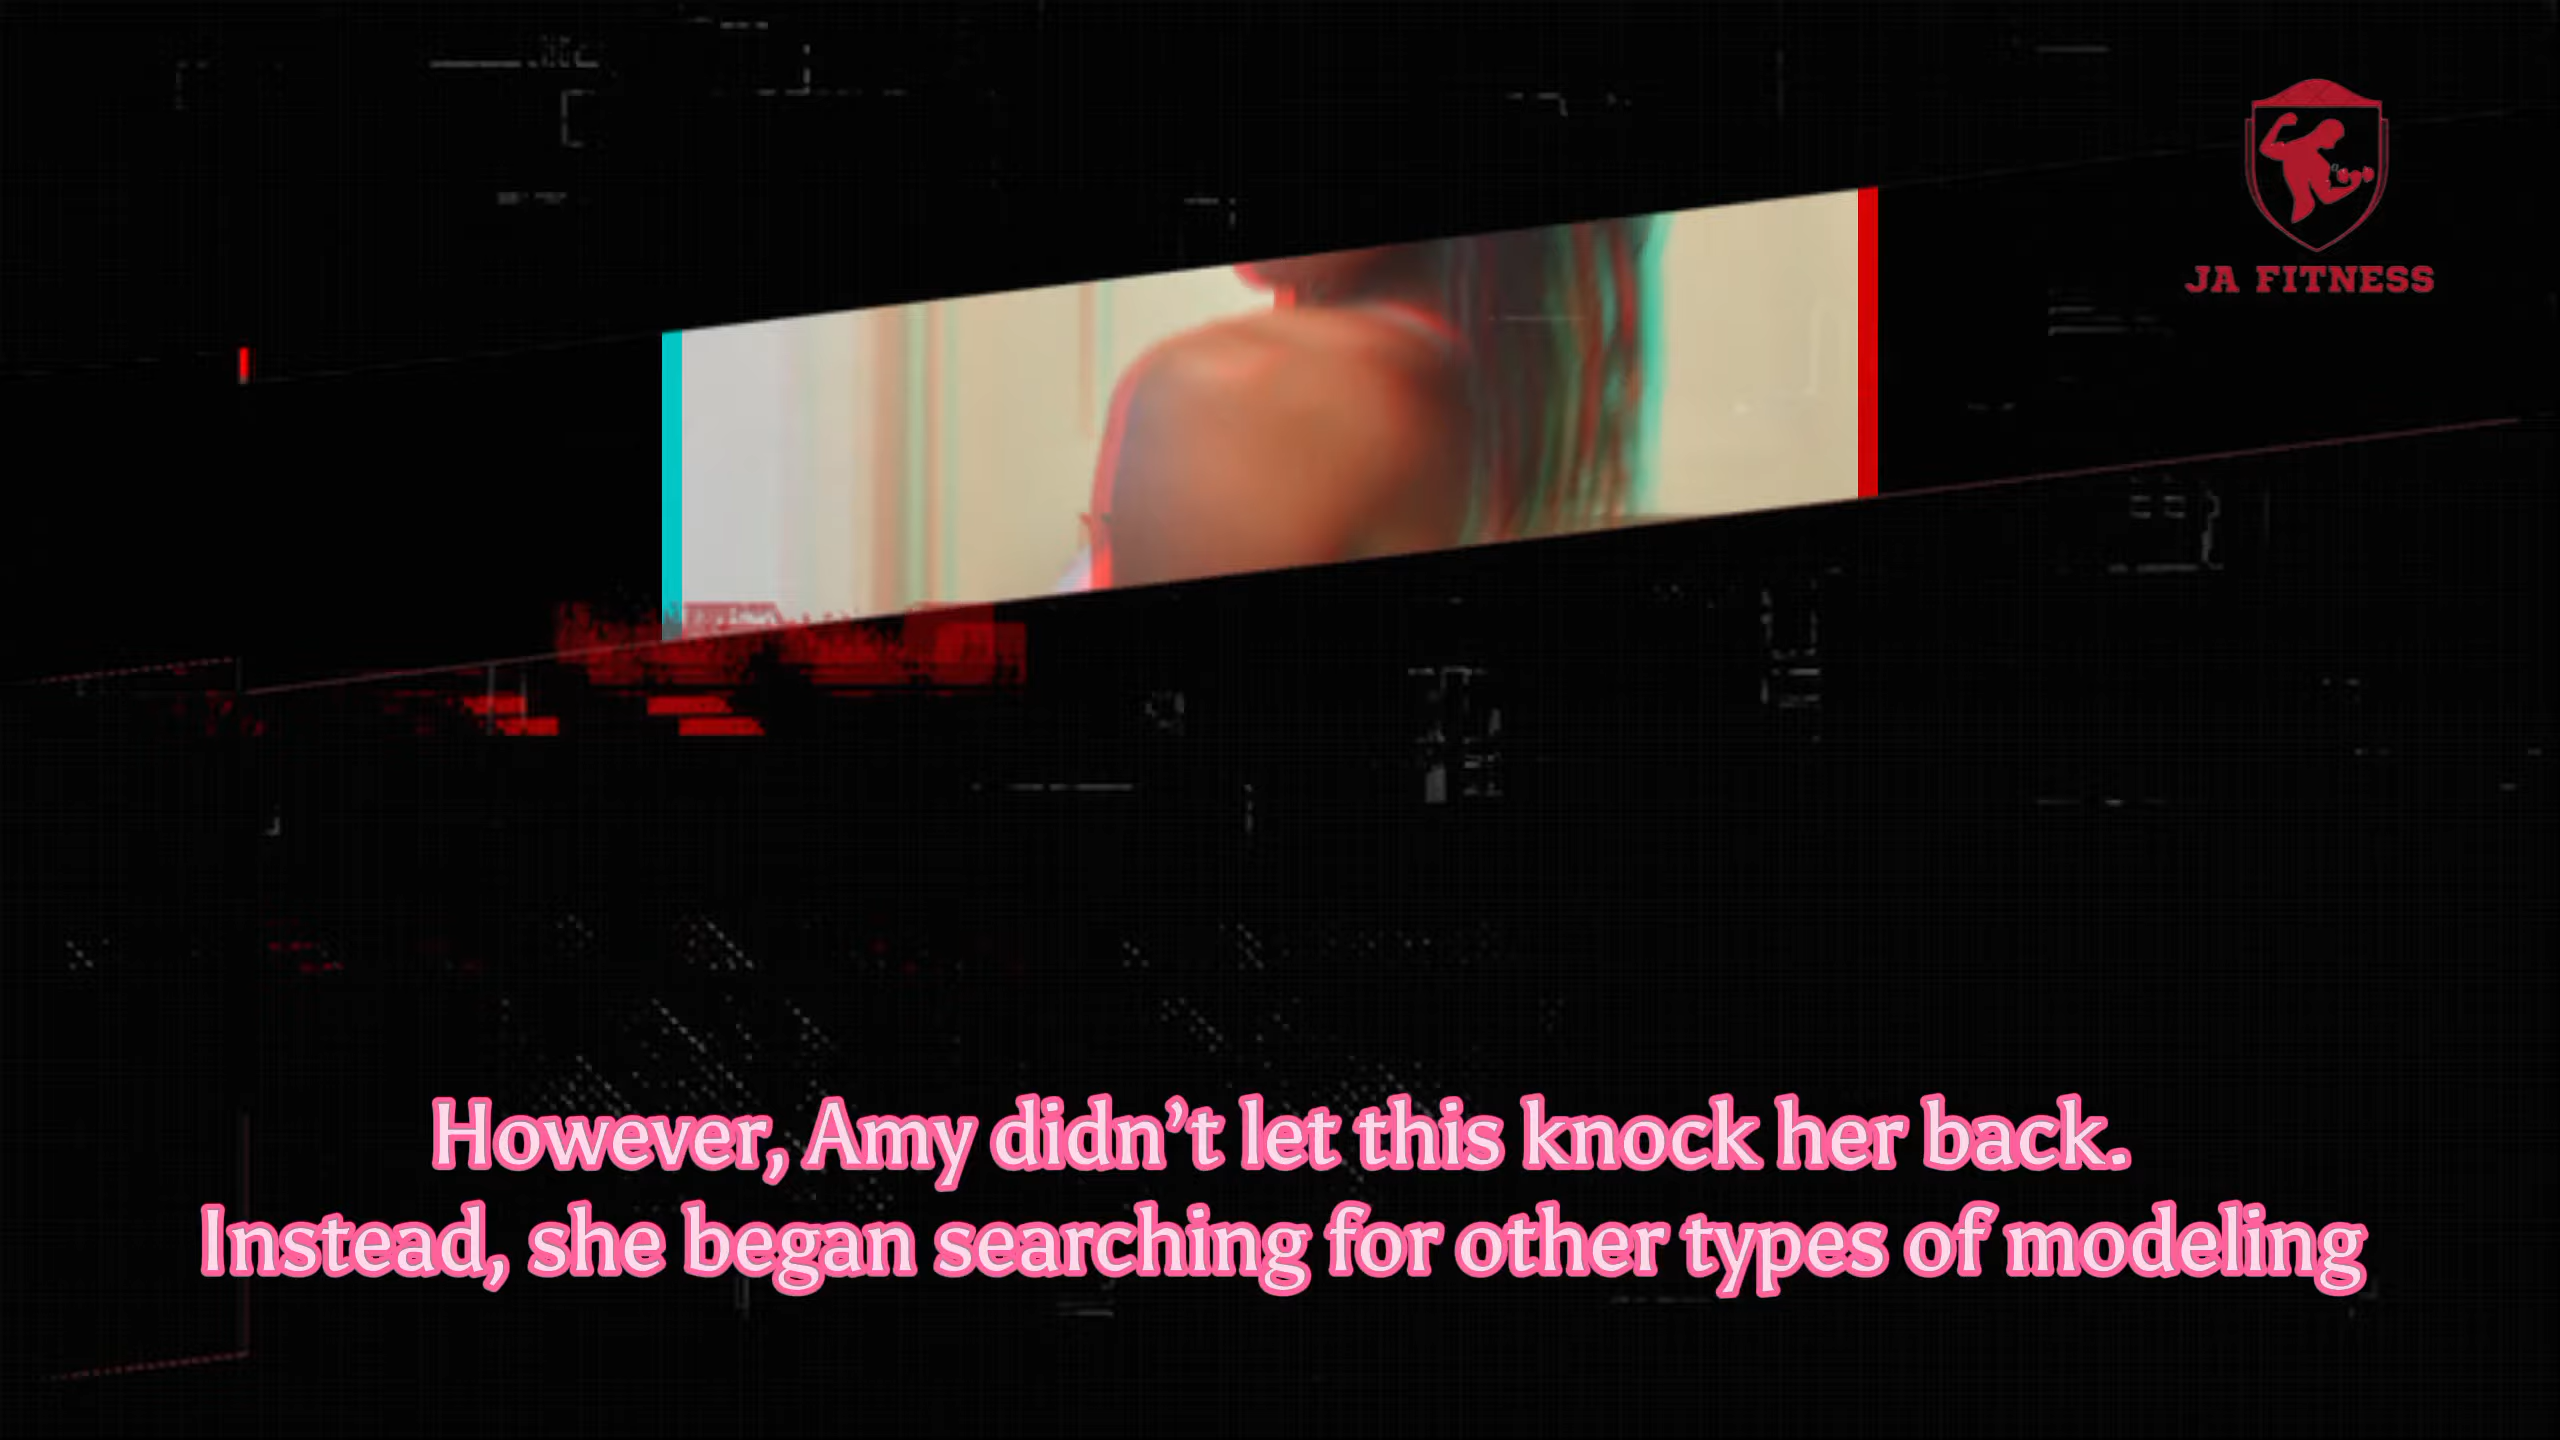 JA FITNESS
However, Amy didn’t let this knock her back.
Instead, she began searching for other types of modeling